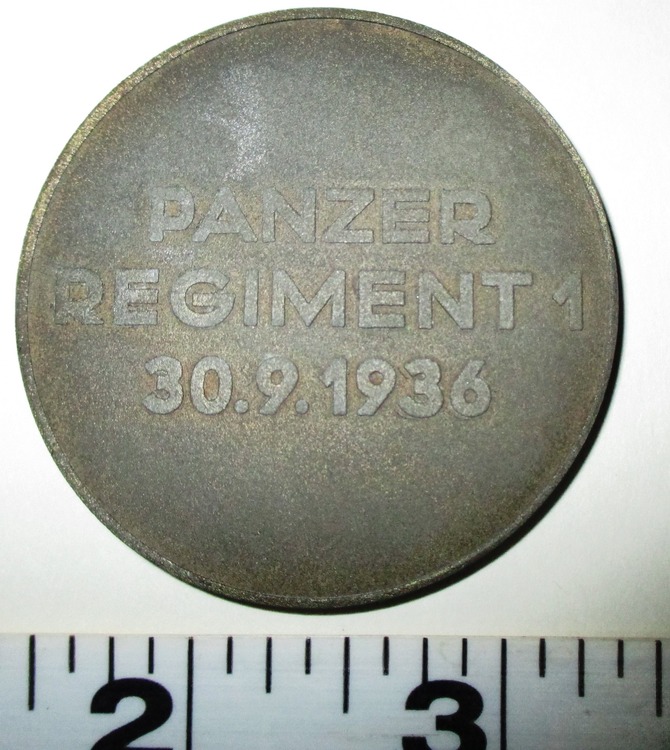 PANZER
REGIMENT 1
30.9.1936
2 3